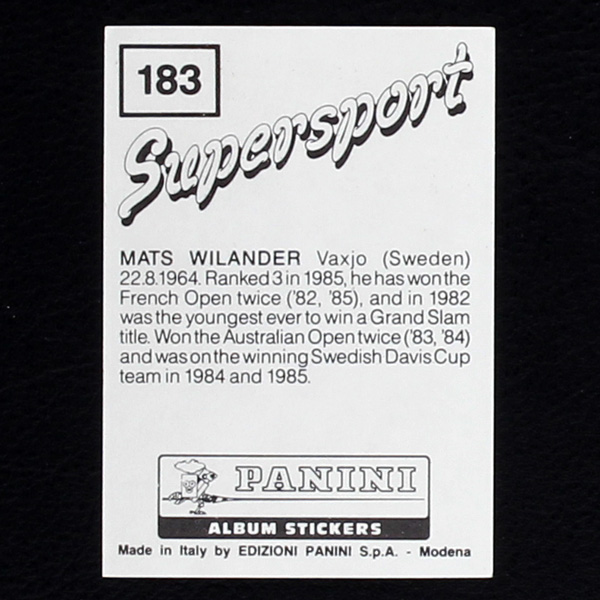 183
Supersport
MATS WILANDER Vaxjo (Sweden)
22.8.1964. Ranked 3 in 1985, he has won the
French Open twice ('82, '85), and in 1982
was the youngest ever to win a Grand Slam
title. Won the Australian Open twice ('83, '84)
and was on the winning Swedish Davis Cup
team in 1984 and 1985.
PANINI
ALBUM STICKERS
Made in Italy by EDIZIONI PANINI S.p.A. - Modena